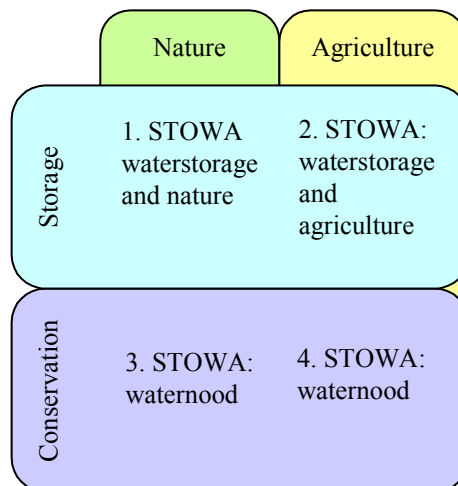 Nature
Agriculture
Storage
1. STOWA
waterstorage
and nature
2. STOWA:
waterstorage
and
agriculture
Conservation
3. STOWA:
waternood
4. STOWA:
waternood